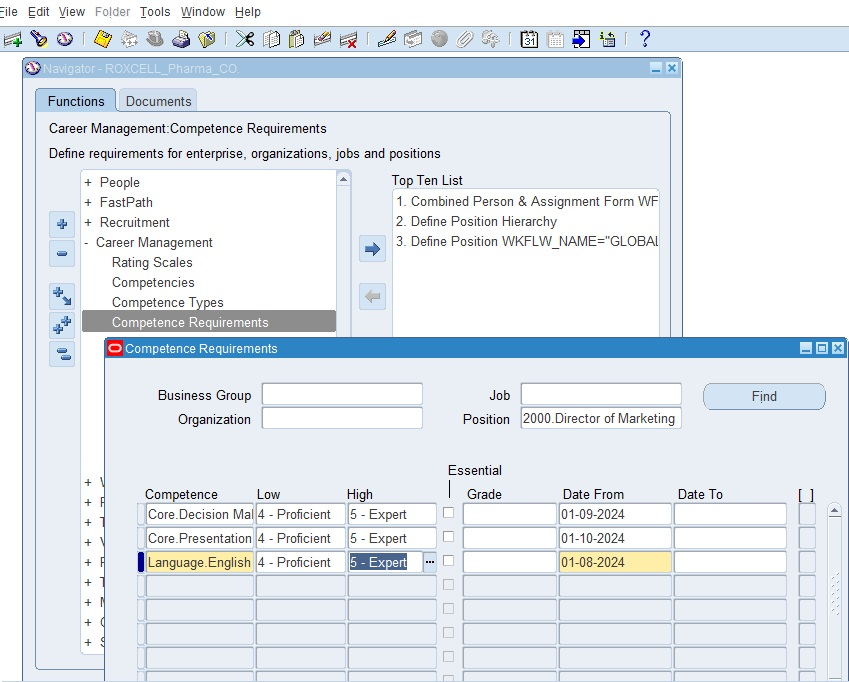 File Edit View Folder Tools Window Help
Navigator - ROXCELL_Pharma_CO.
Functions Documents
Career Management:Competence Requirements
Define requirements for enterprise, organizations, jobs and positions
Top Ten List
+ People
+ FastPath
+ Recruitment
- Career Management
Rating Scales
Competencies
Competence Types
Competence Requirements
1. Combined Person & Assignment Form WF
2. Define Position Hierarchy
3. Define Position WKFLW_NAME="GLOBAL
Competence Requirements
Business Group Job Find
Organization Position 2000.Director of Marketing
Essential
Competence Low High Grade Date From Date To [ ]
Core.Decision Mal 4 - Proficient 5 - Expert 01-09-2024
Core.Presentation 4 - Proficient 5 - Expert 01-10-2024
Language.English 4 - Proficient 5 - Expert ... 01-08-2024